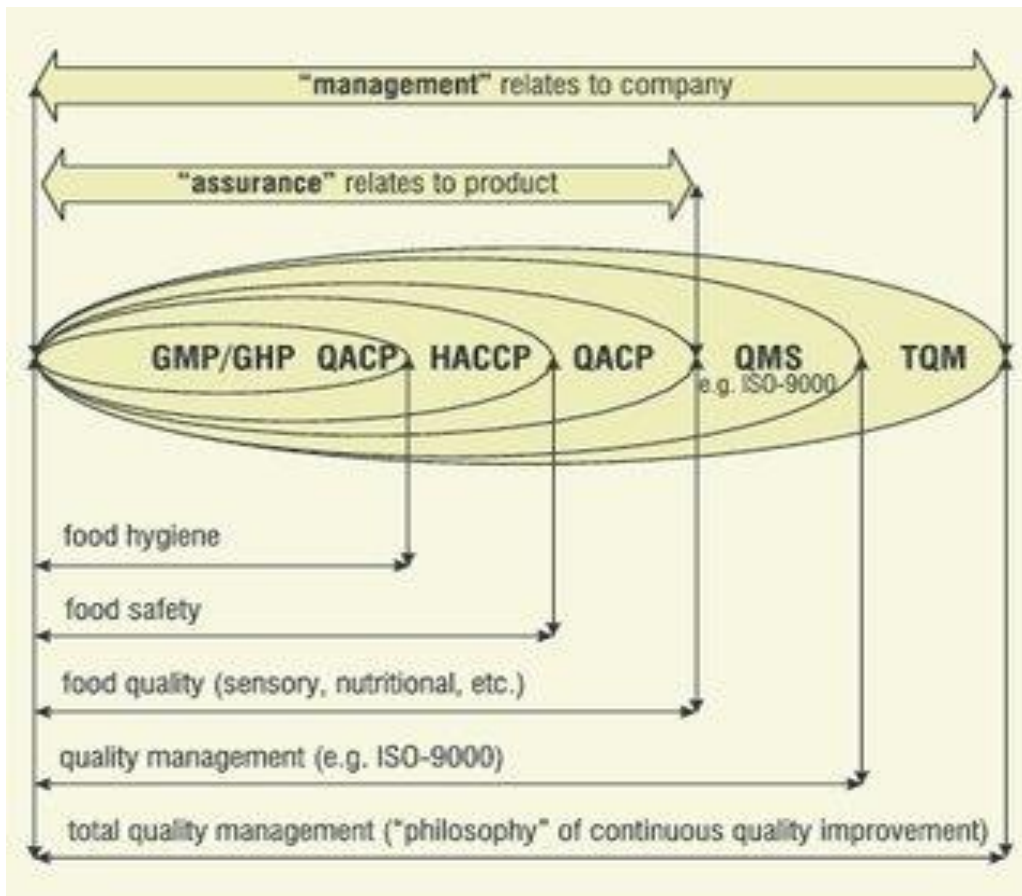 "management" relates to company
"assurance" relates to product
GMP/GHP QACP HACCP QACP QMS TQM
e.g. ISO-9000
food hygiene
food safety
food quality (sensory, nutritional, etc.)
quality management (e.g. ISO-9000)
total quality management ("philosophy" of continuous quality improvement)